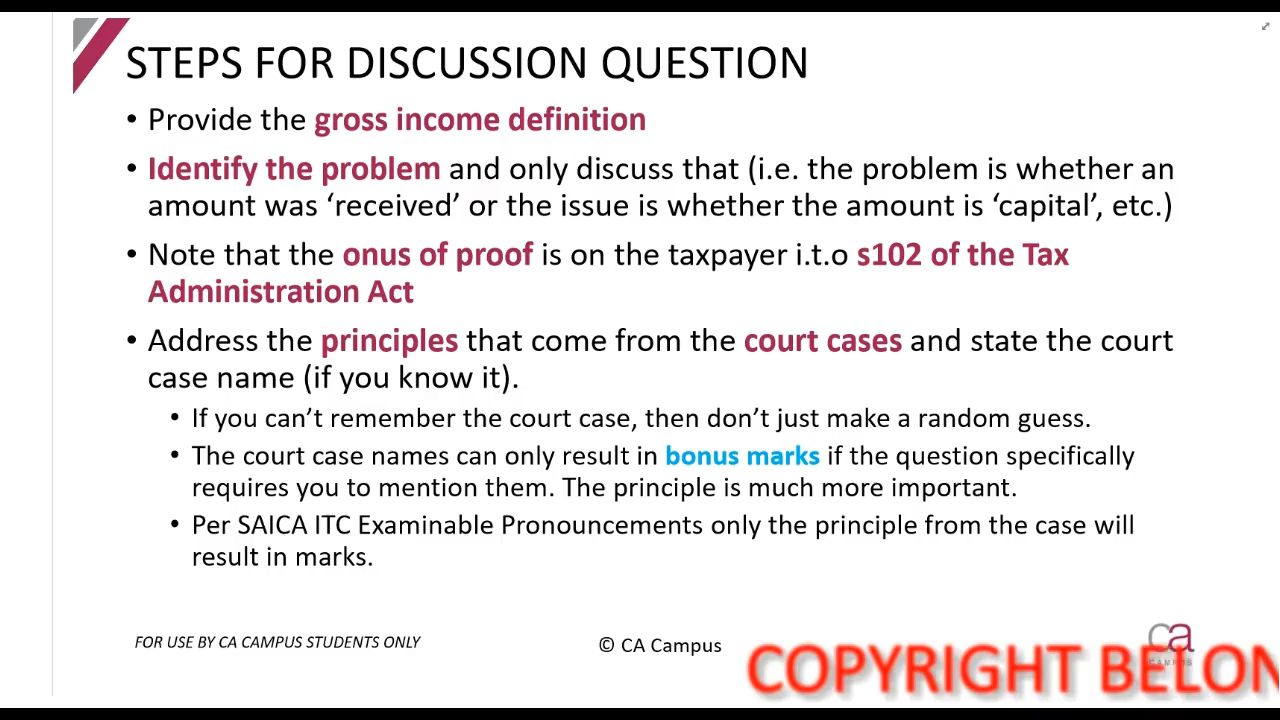 STEPS FOR DISCUSSION QUESTION
• Provide the gross income definition
• Identify the problem and only discuss that (i.e. the problem is whether an
amount was ‘received’ or the issue is whether the amount is ‘capital’, etc.)
• Note that the onus of proof is on the taxpayer i.t.o s102 of the Tax
Administration Act
• Address the principles that come from the court cases and state the court
case name (if you know it).
• If you can’t remember the court case, then don’t just make a random guess.
• The court case names can only result in bonus marks if the question specifically
requires you to mention them. The principle is much more important.
• Per SAICA ITC Examinable Pronouncements only the principle from the case will
result in marks.
FOR USE BY CA CAMPUS STUDENTS ONLY
© CA Campus
ca
CAMPUS
COPYRIGHT BELON